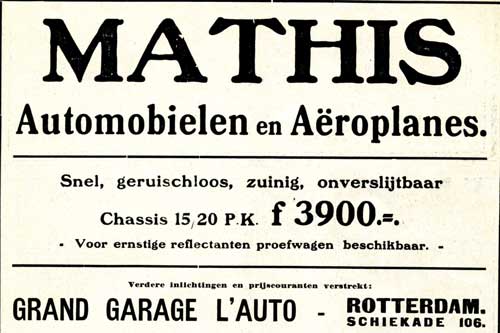 MATHIS
Automobielen en Aëroplanes.
Snel, geruischloos, zuinig, onverslijtbaar
Chassis 15/20 P.K. f 3900.=.
- Voor ernstige reflectanten proefwagen beschikbaar. -
Verdere inlichtingen en prijscouranten verstrekt:
GRAND GARAGE L'AUTO - ROTTERDAM.
SCHIEKADE 106.